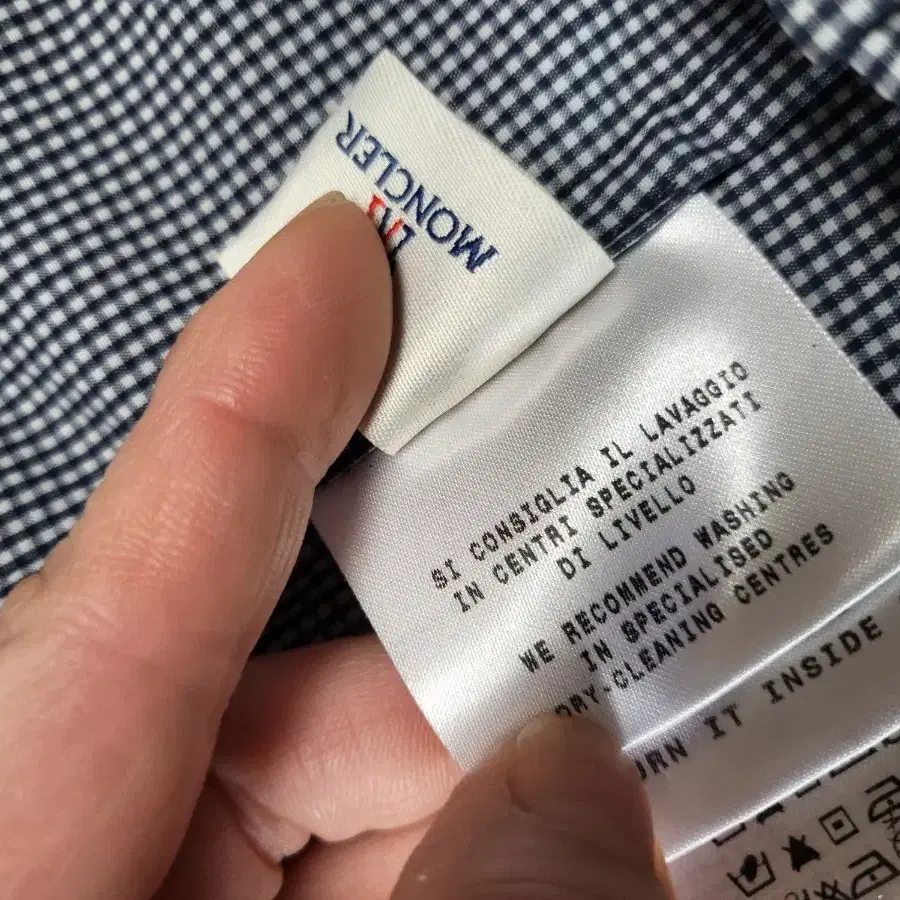 MONCLER
SI CONSIGLIA IL LAVAGGIO
IN CENTRI SPECIALIZZATI
DI LIVELLO
WE RECOMMEND WASHING
IN SPECIALISED
DRY-CLEANING CENTRES
IT INSIDE